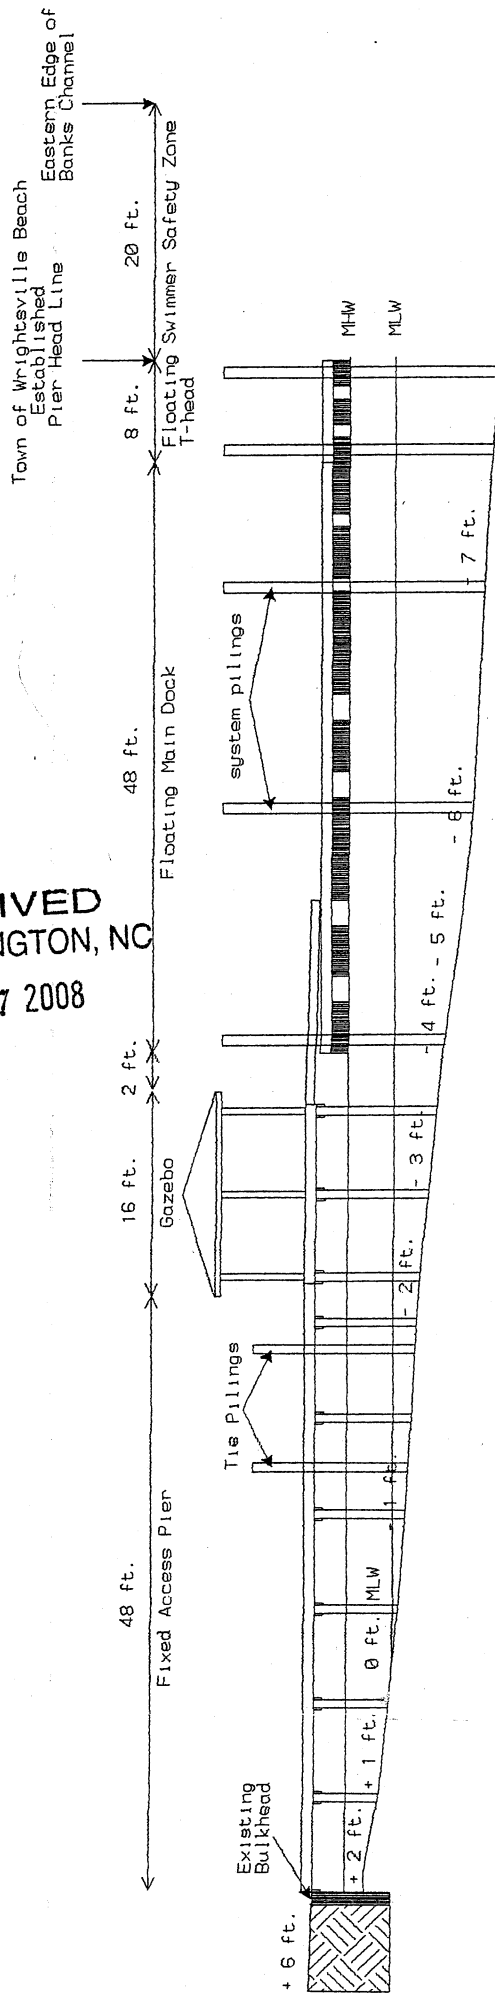 Town of Wrightsville Beach
Established
Pier Head Line
Eastern Edge of
Banks Channel
48 ft.
16 ft.
2 ft.
48 ft.
8 ft.
20 ft.
Fixed Access Pier
Gazebo
Floating Main Dock
Floating Swimmer Safety Zone
T-head
Existing
Bulkhead
Tie Pilings
system pilings
MHW
MLW
+ 6 ft.
+ 2 ft.
+ 1 ft.
0 ft. MLW
- 1 ft.
- 2 ft.
- 3 ft.
- 4 ft.
- 5 ft.
- 6 ft.
- 7 ft.
IVED
NGTON, NC
7 2008